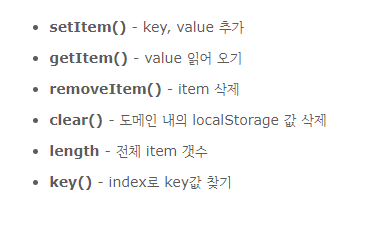 setItem() - key, value 추가
getItem() - value 읽어 오기
removeItem() - item 삭제
clear() - 도메인 내의 localStorage 값 삭제
length - 전체 item 갯수
key() - index로 key값 찾기